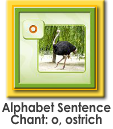 o
Alphabet Sentence
Chant: o, ostrich